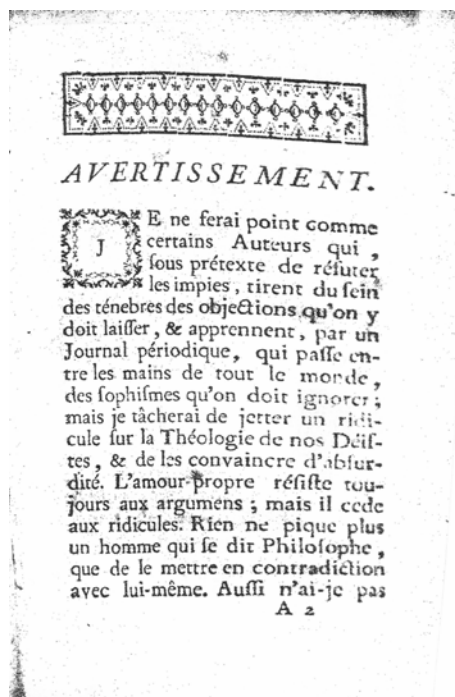 AVERTISSEMENT.
JE ne ferai point comme
certains Auteurs qui,
ſous prétexte de réfuter
les impies, tirent du ſein
des ténebres des objections qu'on y
doit laiſſer, & apprennent, par un
Journal périodique, qui paſſe en-
tre les mains de tout le monde,
des ſophiſmes qu'on doit ignorer;
mais je tâcherai de jetter un ridi-
cule ſur la Théologie de nos Déiſ-
tes, & de les convaincre d'abſur-
dité. L'amour-propre réſiſte tou-
jours aux argumens; mais il cede
aux ridicules. Rien ne pique plus
un homme qui ſe dit Philoſophe,
que de le mettre en contradiction
avec lui-même. Auſſi n'ai-je pas
A 2